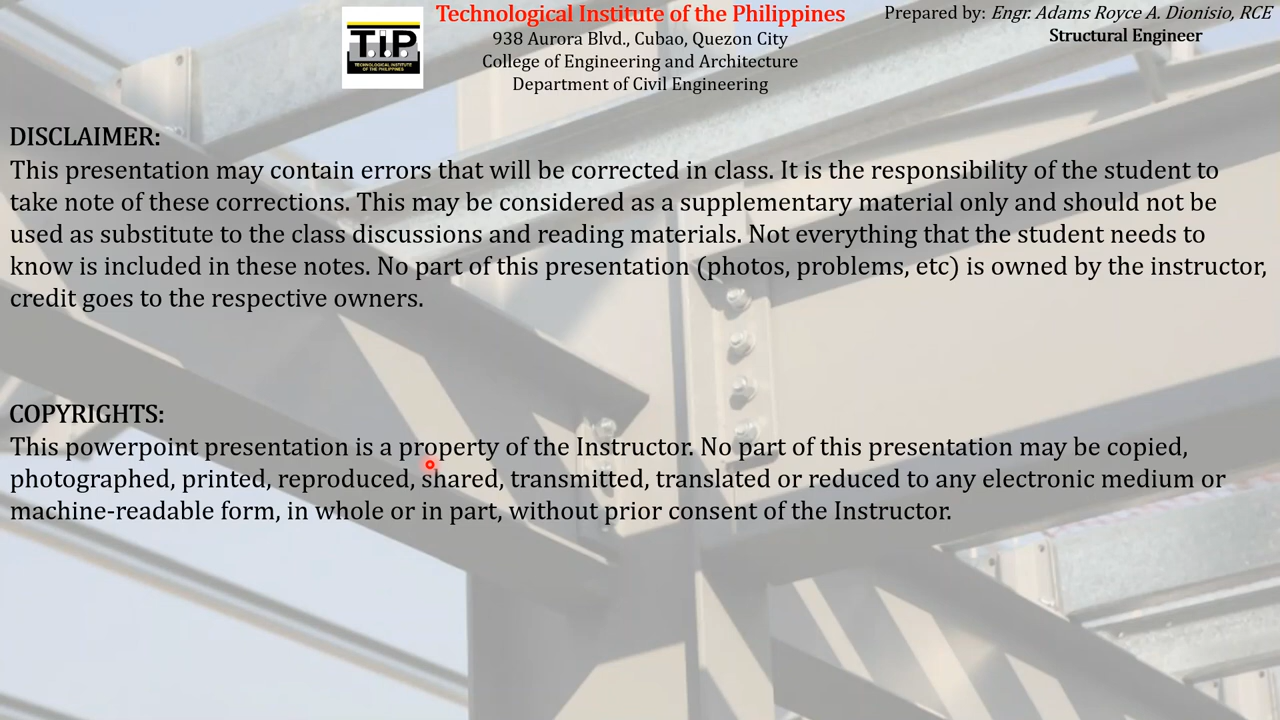 TiP
TECHNOLOGICAL INSTITUTE
OF THE PHILIPPINES
Technological Institute of the Philippines
938 Aurora Blvd., Cubao, Quezon City
College of Engineering and Architecture
Department of Civil Engineering
Prepared by: Engr. Adams Royce A. Dionisio, RCE
Structural Engineer
DISCLAIMER:
This presentation may contain errors that will be corrected in class. It is the responsibility of the student to
take note of these corrections. This may be considered as a supplementary material only and should not be
used as substitute to the class discussions and reading materials. Not everything that the student needs to
know is included in these notes. No part of this presentation (photos, problems, etc) is owned by the instructor,
credit goes to the respective owners.
COPYRIGHTS:
This powerpoint presentation is a property of the Instructor. No part of this presentation may be copied,
photographed, printed, reproduced, shared, transmitted, translated or reduced to any electronic medium or
machine-readable form, in whole or in part, without prior consent of the Instructor.